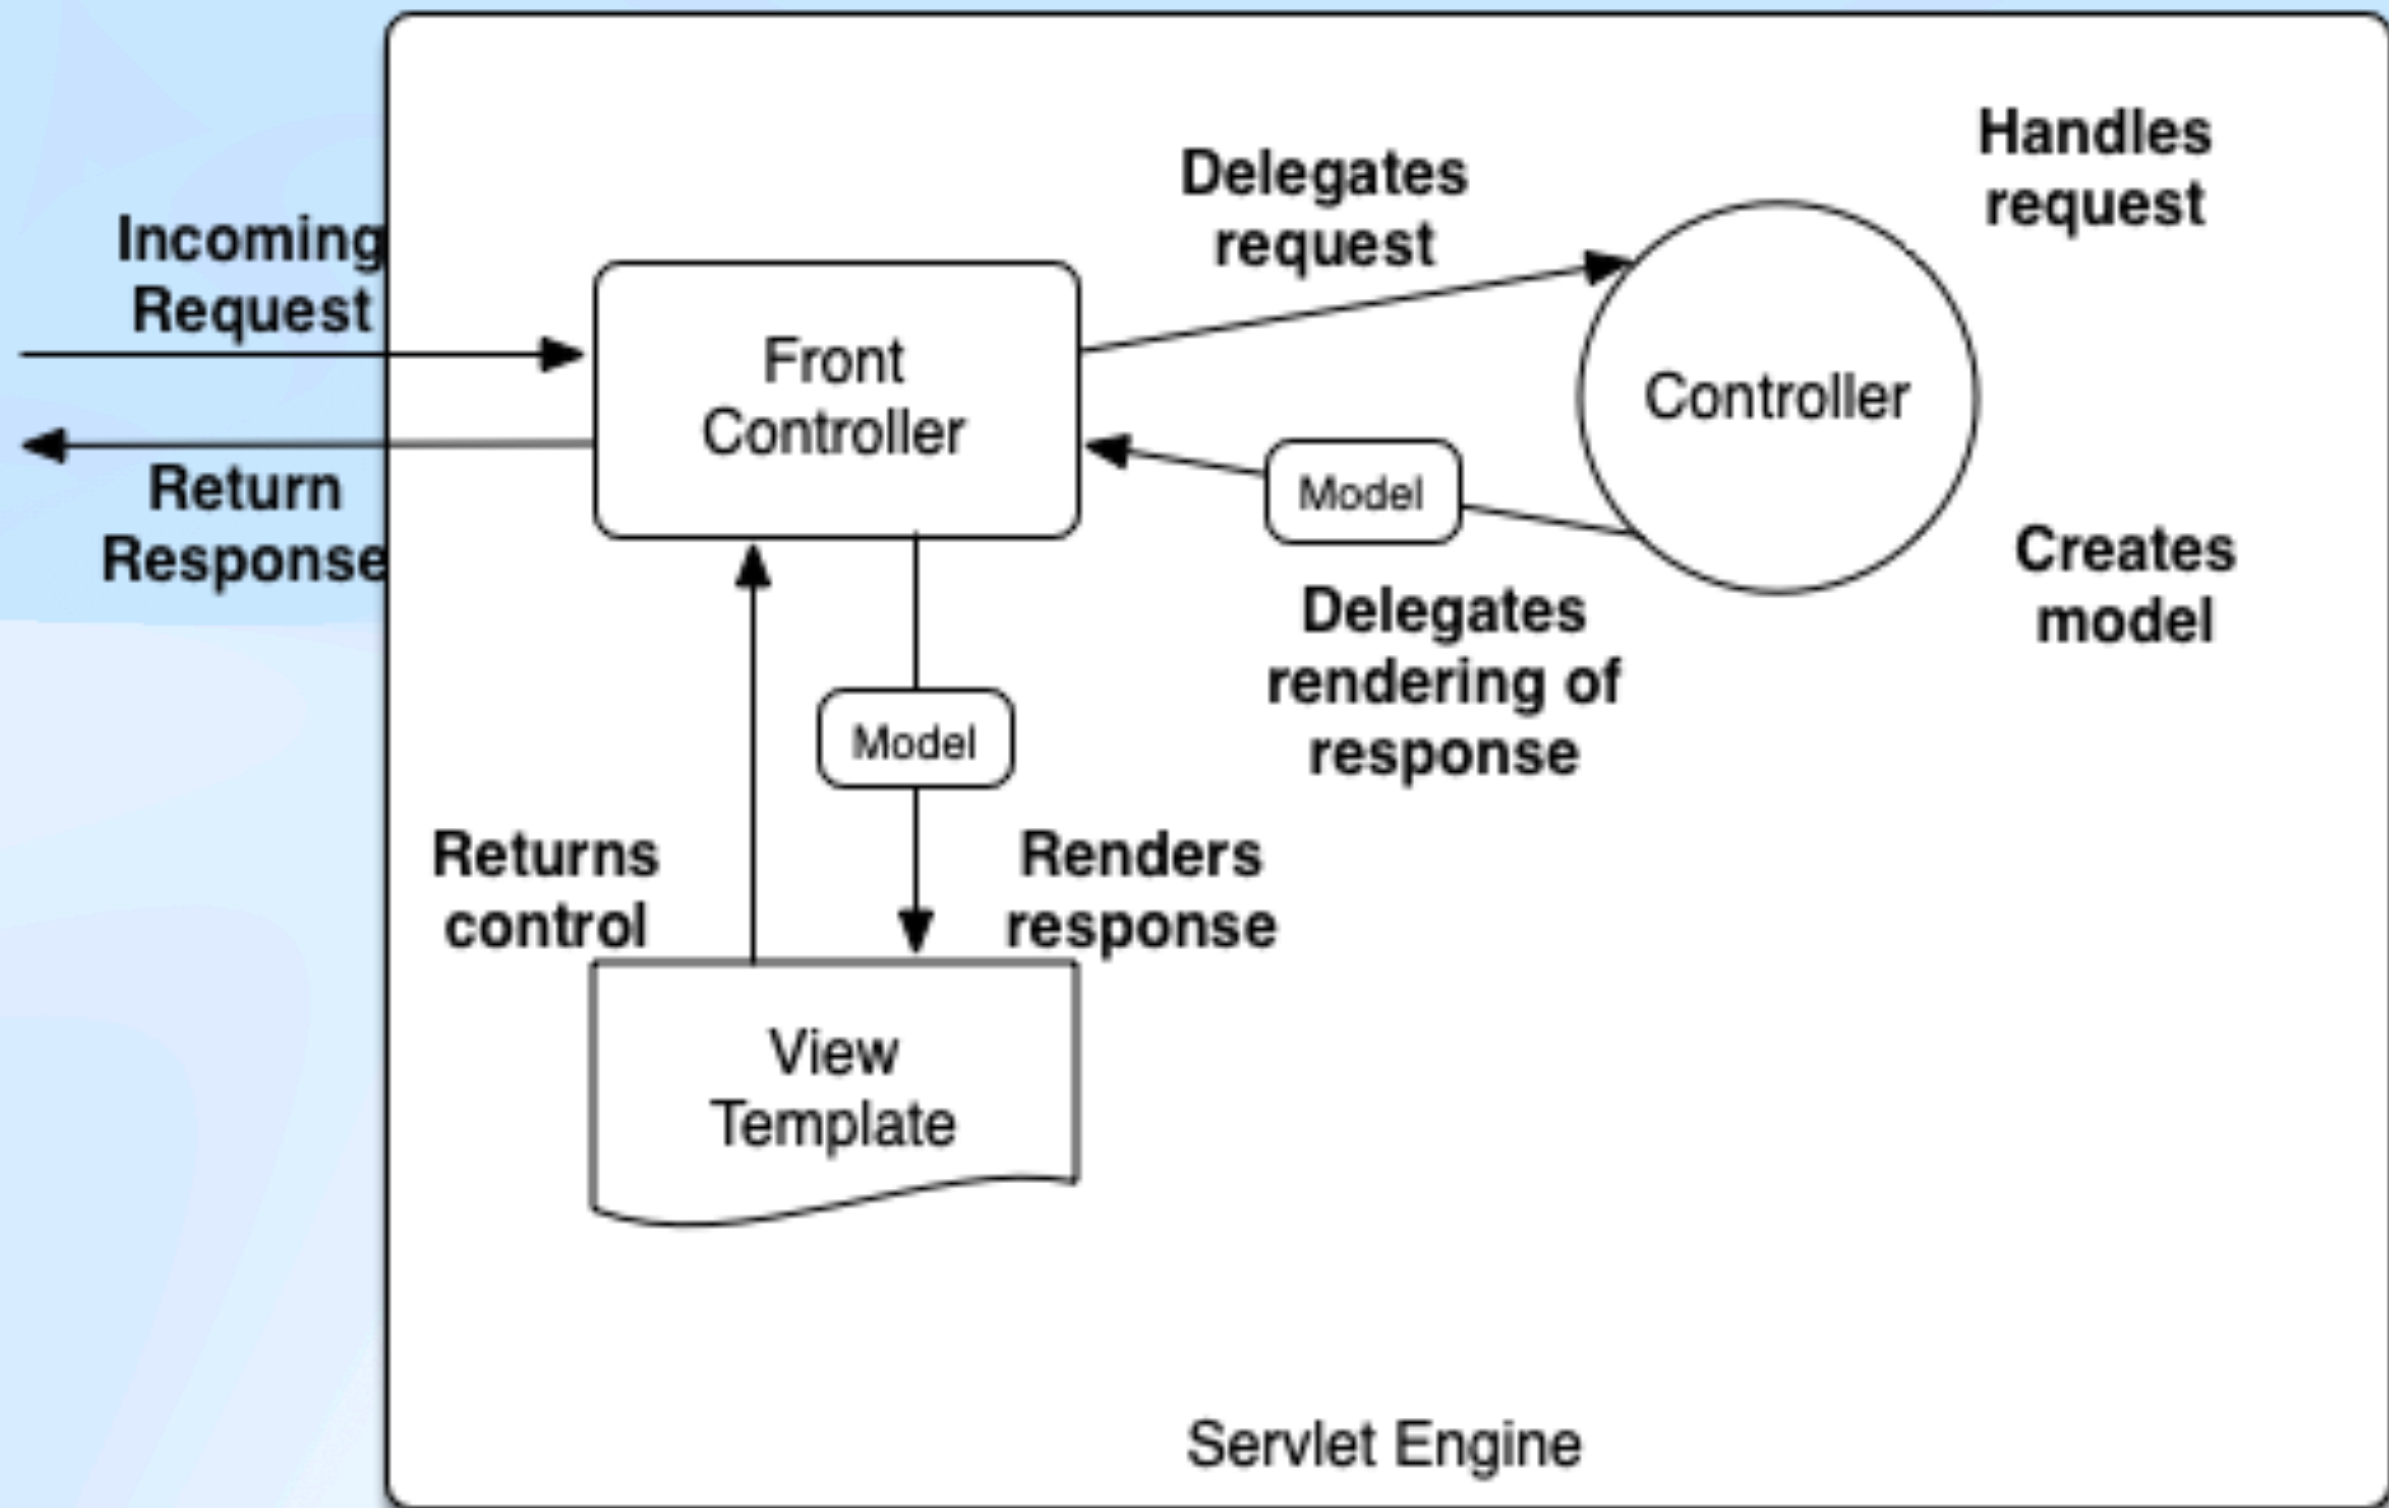 Incoming
Request
Return
Response
Front
Controller
Delegates
request
Handles
request
Controller
Model
Creates
model
Delegates
rendering of
response
Model
Returns
control
Renders
response
View
Template
Servlet Engine